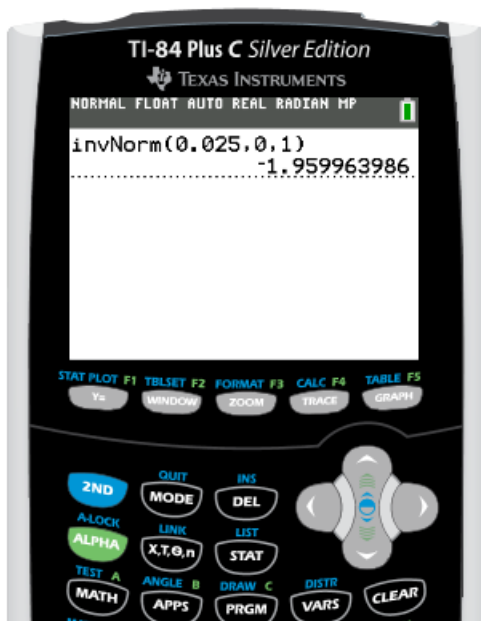 TI-84 Plus C Silver Edition
TEXAS INSTRUMENTS
NORMAL FLOAT AUTO REAL RADIAN MP
invNorm(0.025,0,1)
-1.959963986
STAT PLOT F1 TBLSET F2 FORMAT F3 CALC F4 TABLE F5
Y= WINDOW ZOOM TRACE GRAPH
QUIT INS
2ND MODE DEL
A-LOCK LINK LIST
ALPHA X,T,Θ,n STAT
TEST A ANGLE B DRAW C DISTR
MATH APPS PRGM VARS CLEAR